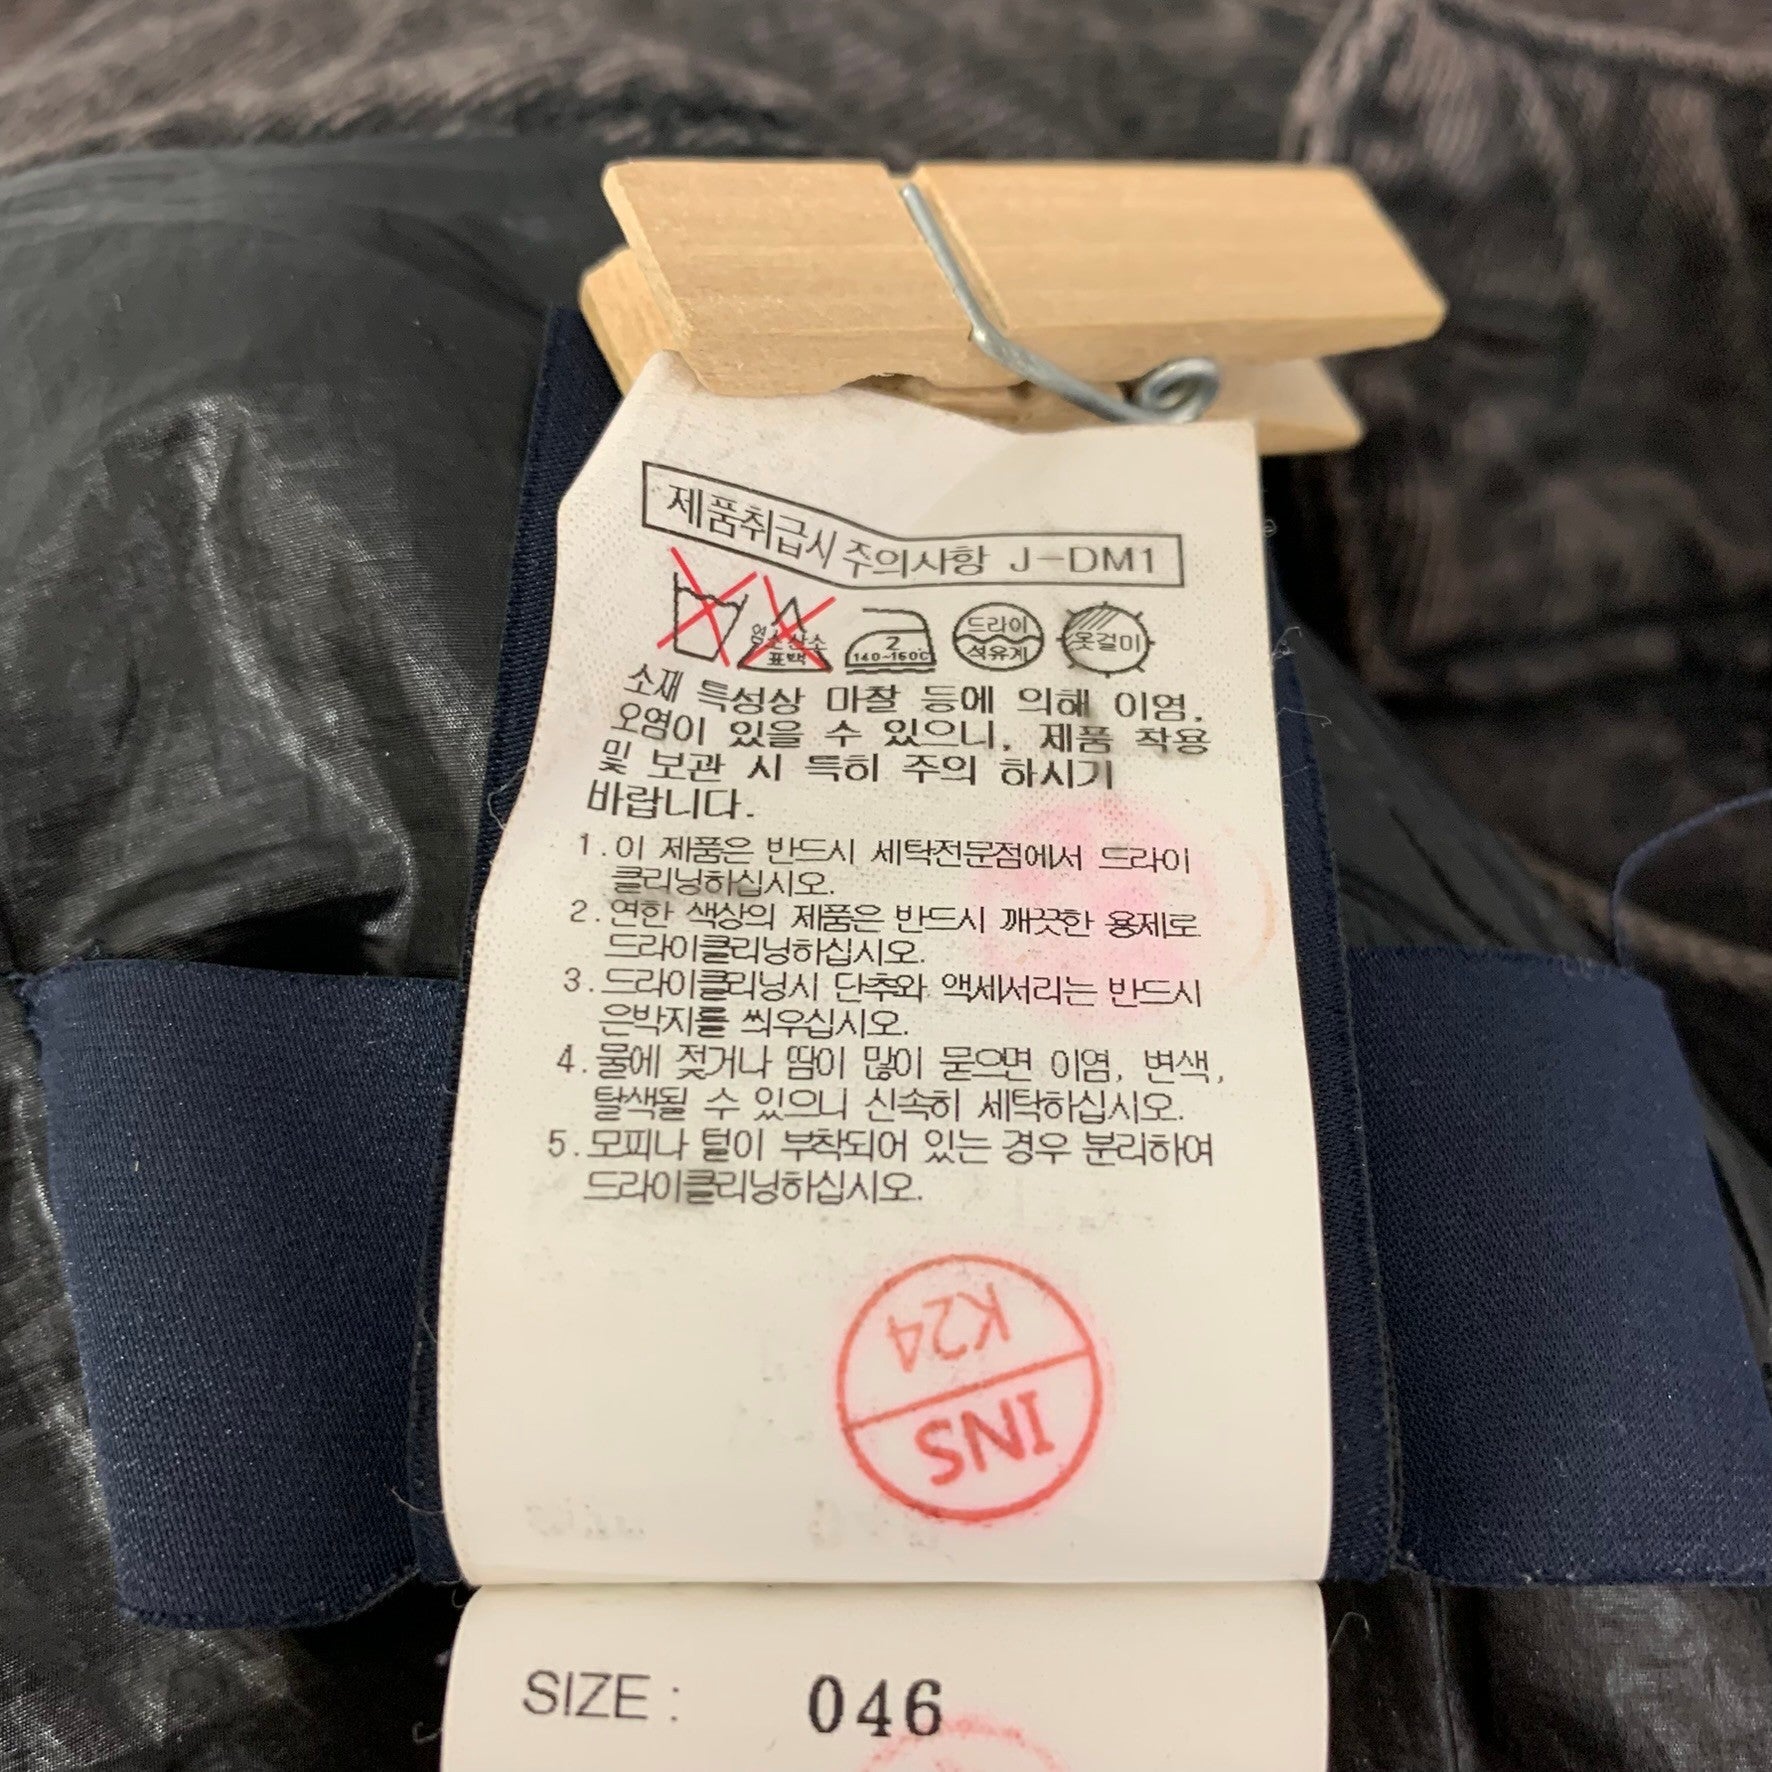 제품취급시 주의사항 J-DM1
염소 산소
표백
2
140~160C
드라이
석유계
옷걸이
소재 특성상 마찰 등에 의해 이염,
오염이 있을 수 있으니, 제품 착용
및 보관 시 특히 주의 하시기
바랍니다.
1.이 제품은 반드시 세탁전문점에서 드라이
클리닝하십시오.
2.연한 색상의 제품은 반드시 깨끗한 용제로
드라이클리닝하십시오.
3.드라이클리닝시 단추와 액세서리는 반드시
은박지를 씌우십시오.
4.물에 젖거나 땀이 많이 묻으면 이염, 변색,
탈색될 수 있으니 신속히 세탁하십시오.
5.모피나 털이 부착되어 있는 경우 분리하여
드라이클리닝하십시오.
INS
K24
SIZE : 046